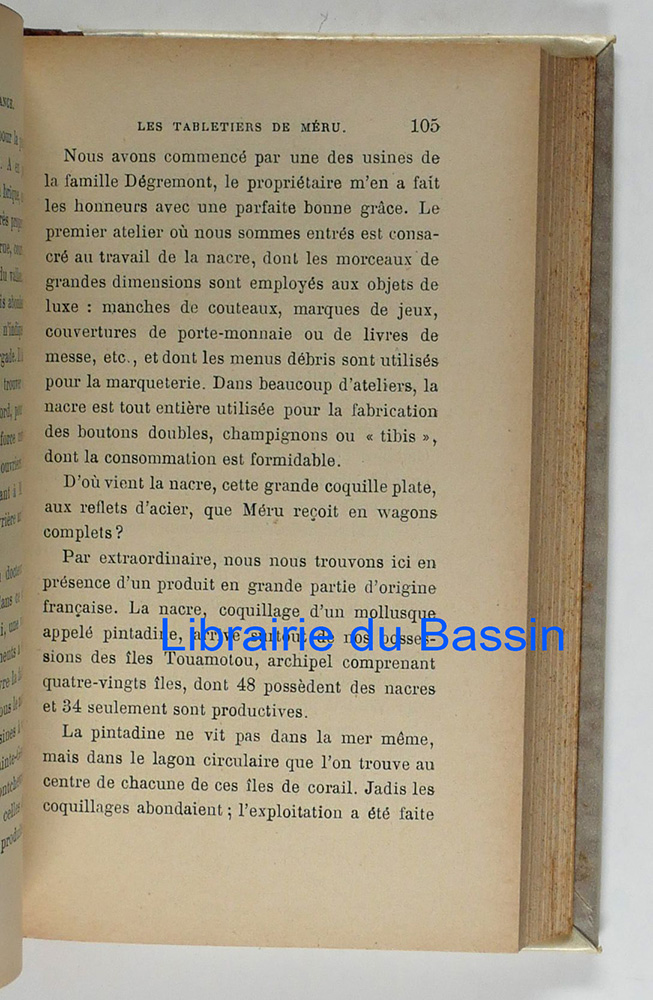 LES TABLETIERS DE MÉRU. 105
Nous avons commencé par une des usines de
la famille Dégremont, le propriétaire m'en a fait
les honneurs avec une parfaite bonne grâce. Le
premier atelier où nous sommes entrés est consa-
cré au travail de la nacre, dont les morceaux de
grandes dimensions sont employés aux objets de
luxe : manches de couteaux, marques de jeux,
couvertures de porte-monnaie ou de livres de
messe, etc., et dont les menus débris sont utilisés
pour la marqueterie. Dans beaucoup d'ateliers, la
nacre est tout entière utilisée pour la fabrication
des boutons doubles, champignons ou « tibis »,
dont la consommation est formidable.
D'où vient la nacre, cette grande coquille plate,
aux reflets d'acier, que Méru reçoit en wagons
complets ?
Par extraordinaire, nous nous trouvons ici en
présence d'un produit en grande partie d'origine
française. La nacre, coquillage d'un mollusque
appelé pintadine, arrive surtout de nos posses-
sions des îles Touamotou, archipel comprenant
quatre-vingts îles, dont 48 possèdent des nacres
et 34 seulement sont productives.
La pintadine ne vit pas dans la mer même,
mais dans le lagon circulaire que l'on trouve au
centre de chacune de ces îles de corail. Jadis les
coquillages abondaient ; l'exploitation a été faite
Librairie du Bassin